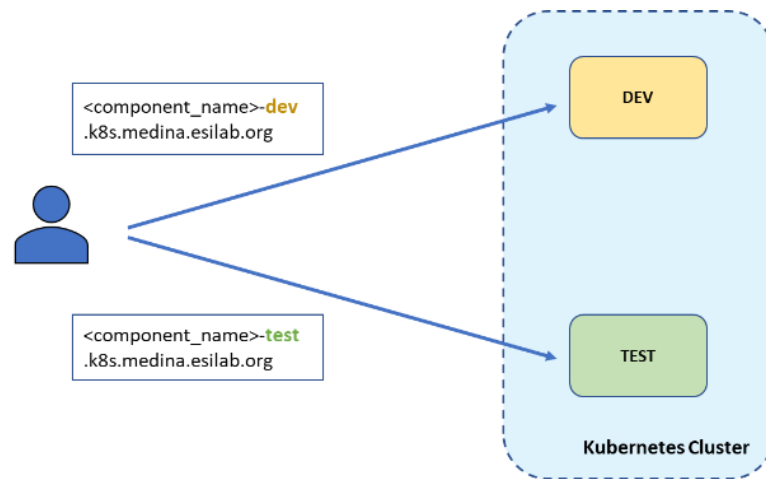 <component_name>-dev
.k8s.medina.esilab.org
DEV
<component_name>-test
.k8s.medina.esilab.org
TEST
Kubernetes Cluster